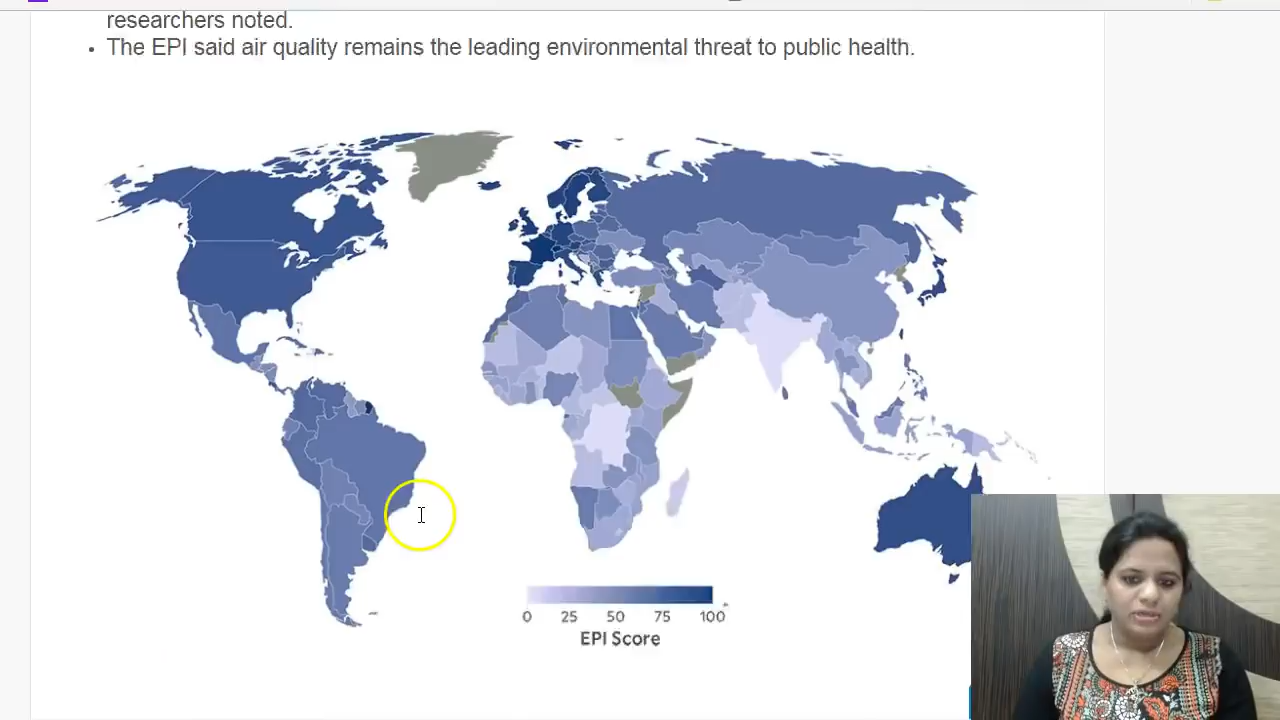 researchers noted.
• The EPI said air quality remains the leading environmental threat to public health.
0 25 50 75 100
EPI Score